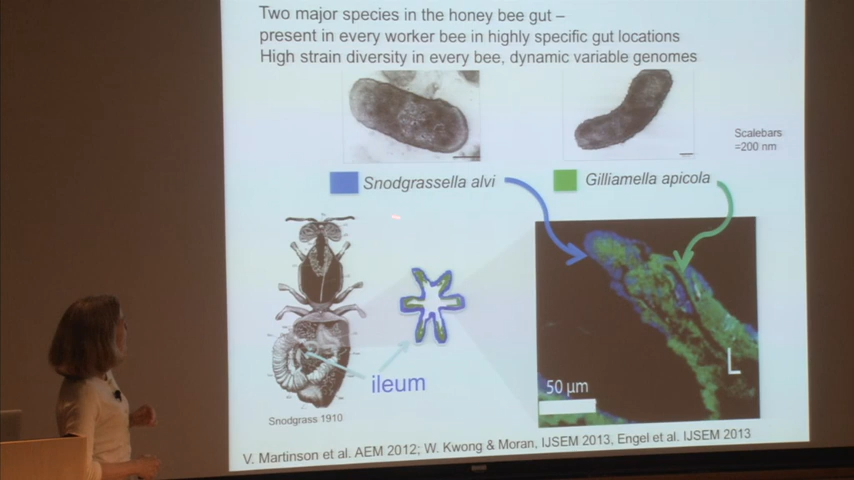 Two major species in the honey bee gut –
present in every worker bee in highly specific gut locations
High strain diversity in every bee, dynamic variable genomes
Scalebars
=200 nm
Snodgrassella alvi
Gilliamella apicola
ileum
50 µm
L
Snodgrass 1910
V. Martinson et al. AEM 2012; W. Kwong & Moran, IJSEM 2013, Engel et al. IJSEM 2013